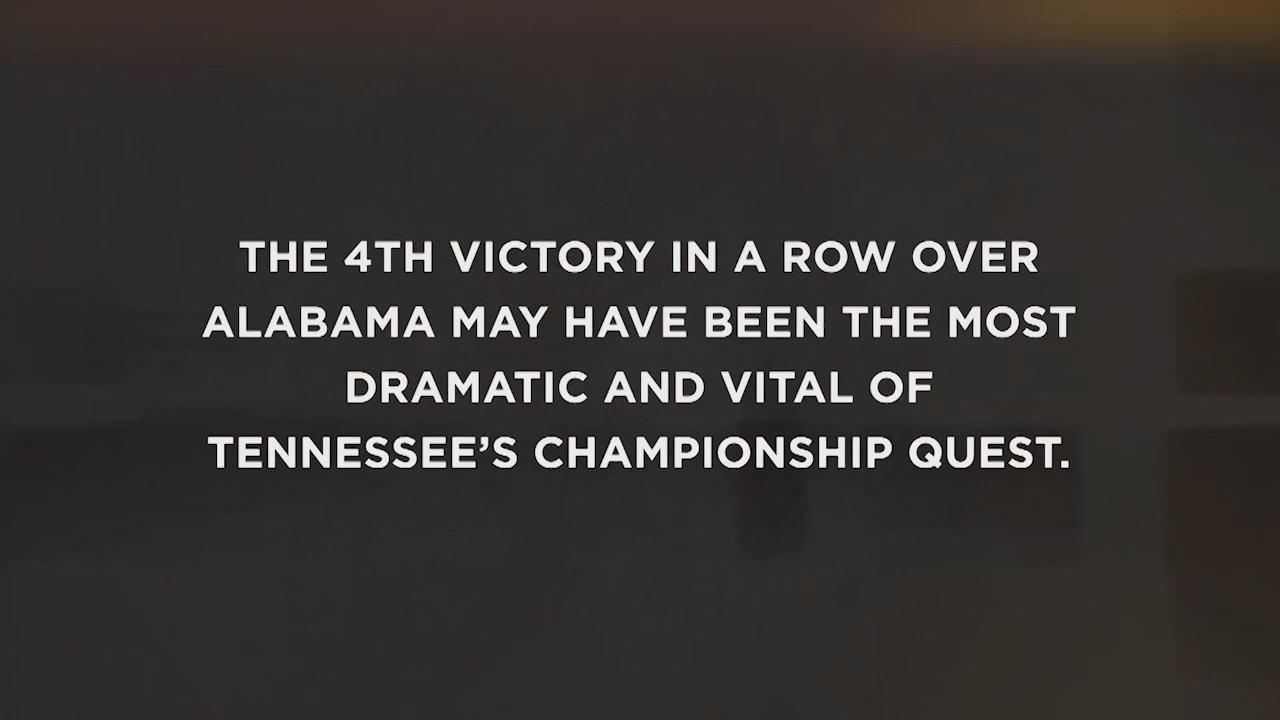 THE 4TH VICTORY IN A ROW OVER
ALABAMA MAY HAVE BEEN THE MOST
DRAMATIC AND VITAL OF
TENNESSEE’S CHAMPIONSHIP QUEST.